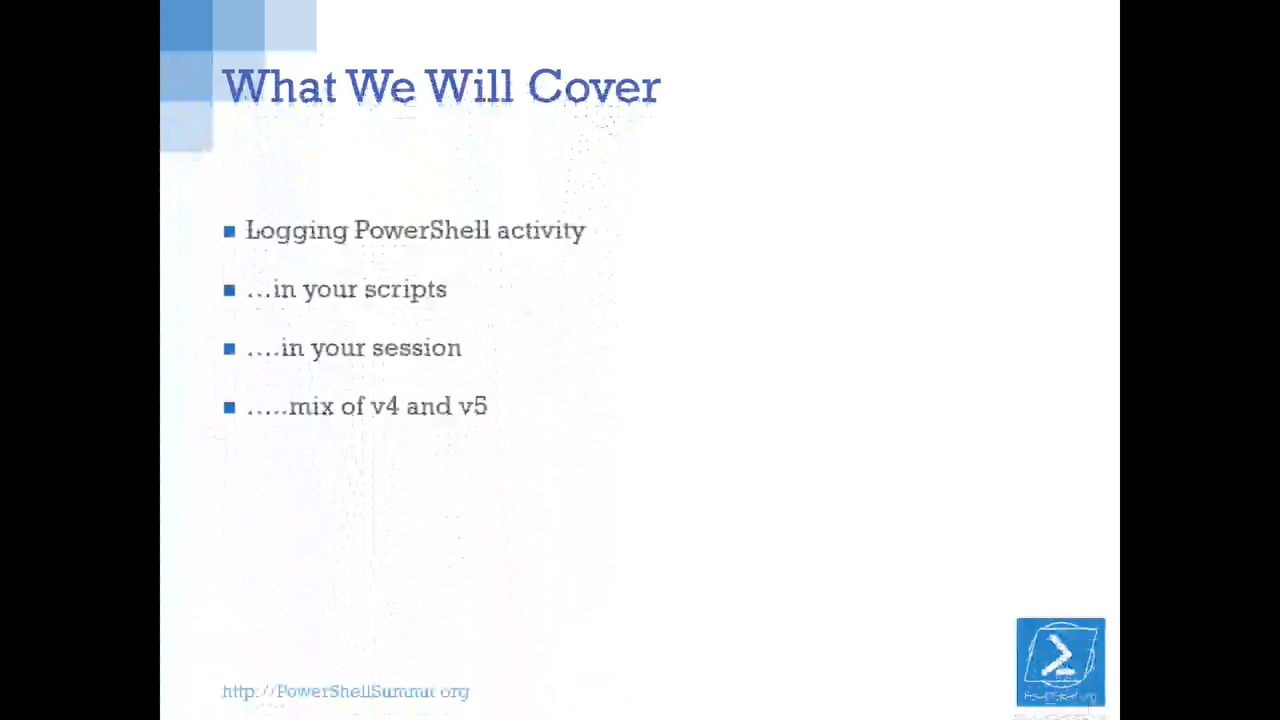 What We Will Cover
Logging PowerShell activity
...in your scripts
....in your session
.....mix of v4 and v5
http://PowerShellSummit.org